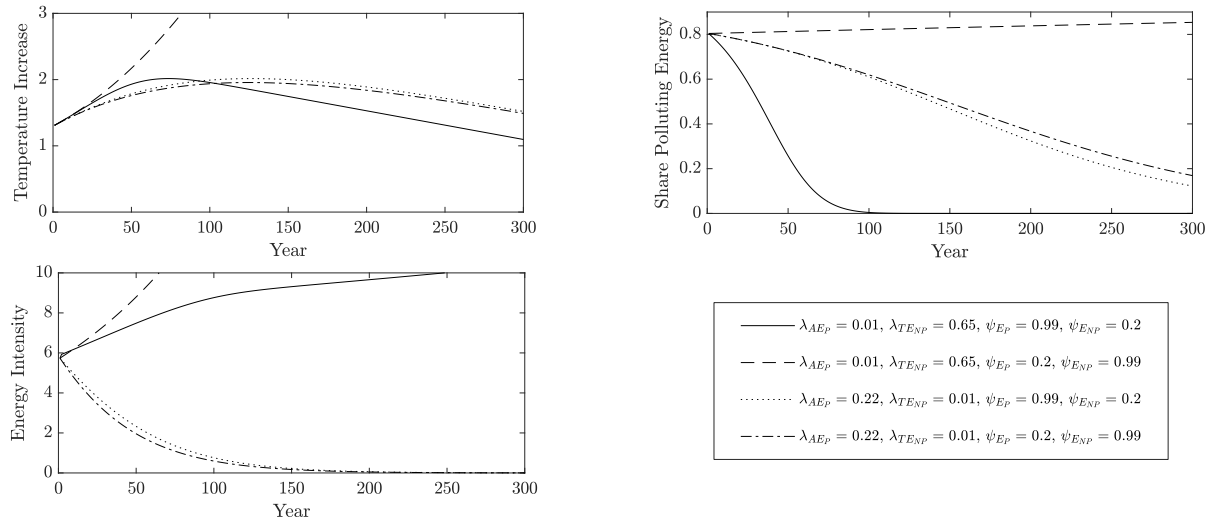 Temperature Increase
3
2
1
0
0 50 100 150 200 250 300
Year
Share Polluting Energy
0.8
0.6
0.4
0.2
0
0 50 100 150 200 250 300
Year
Energy Intensity
10
8
6
4
2
0
0 50 100 150 200 250 300
Year
λ_{AE_P} = 0.01, λ_{TE_{NP}} = 0.65, ψ_{E_P} = 0.99, ψ_{E_{NP}} = 0.2
λ_{AE_P} = 0.01, λ_{TE_{NP}} = 0.65, ψ_{E_P} = 0.2, ψ_{E_{NP}} = 0.99
λ_{AE_P} = 0.22, λ_{TE_{NP}} = 0.01, ψ_{E_P} = 0.99, ψ_{E_{NP}} = 0.2
λ_{AE_P} = 0.22, λ_{TE_{NP}} = 0.01, ψ_{E_P} = 0.2, ψ_{E_{NP}} = 0.99